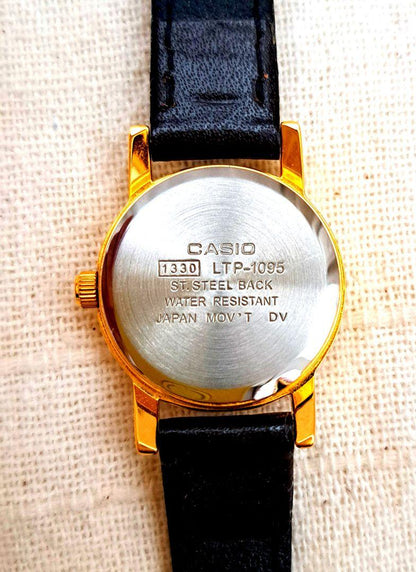 CASIO
1330 LTP-1095
ST.STEEL BACK
WATER RESISTANT
JAPAN MOV'T DV